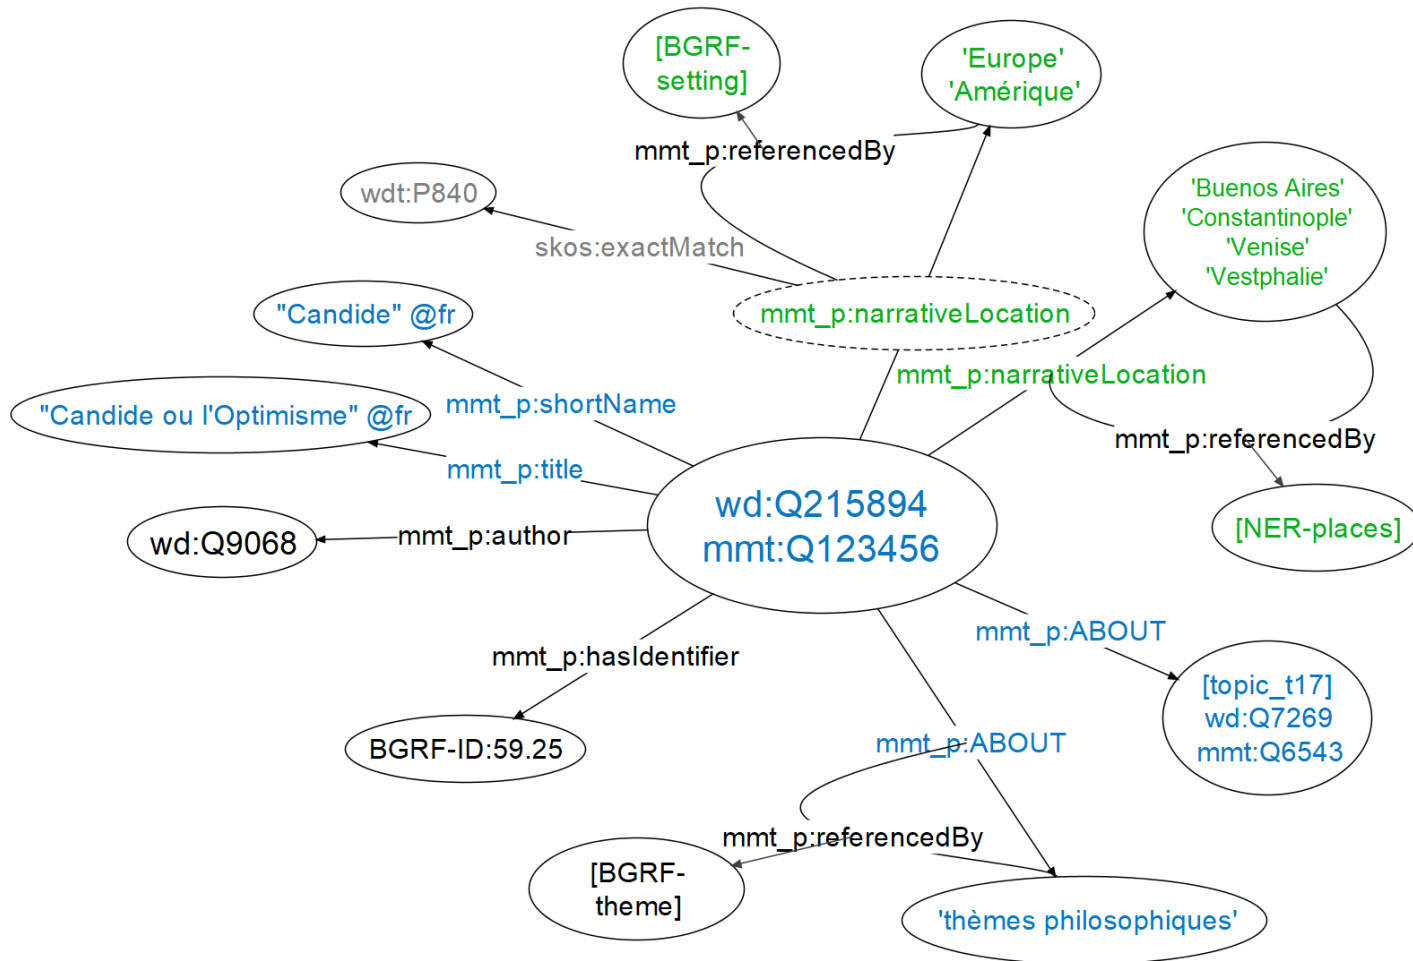 [BGRF-
setting]
'Europe'
'Amérique'
mmt_p:referencedBy
wdt:P840
'Buenos Aires'
'Constantinople'
'Venise'
'Vestphalie'
skos:exactMatch
"Candide" @fr
mmt_p:narrativeLocation
mmt_p:narrativeLocation
mmt_p:shortName
"Candide ou l'Optimisme" @fr
mmt_p:referencedBy
mmt_p:title
wd:Q215894
mmt:Q123456
[NER-places]
wd:Q9068
mmt_p:author
mmt_p:ABOUT
mmt_p:hasIdentifier
[topic_t17]
wd:Q7269
mmt:Q6543
BGRF-ID:59.25
mmt_p:ABOUT
mmt_p:referencedBy
[BGRF-
theme]
'thèmes philosophiques'